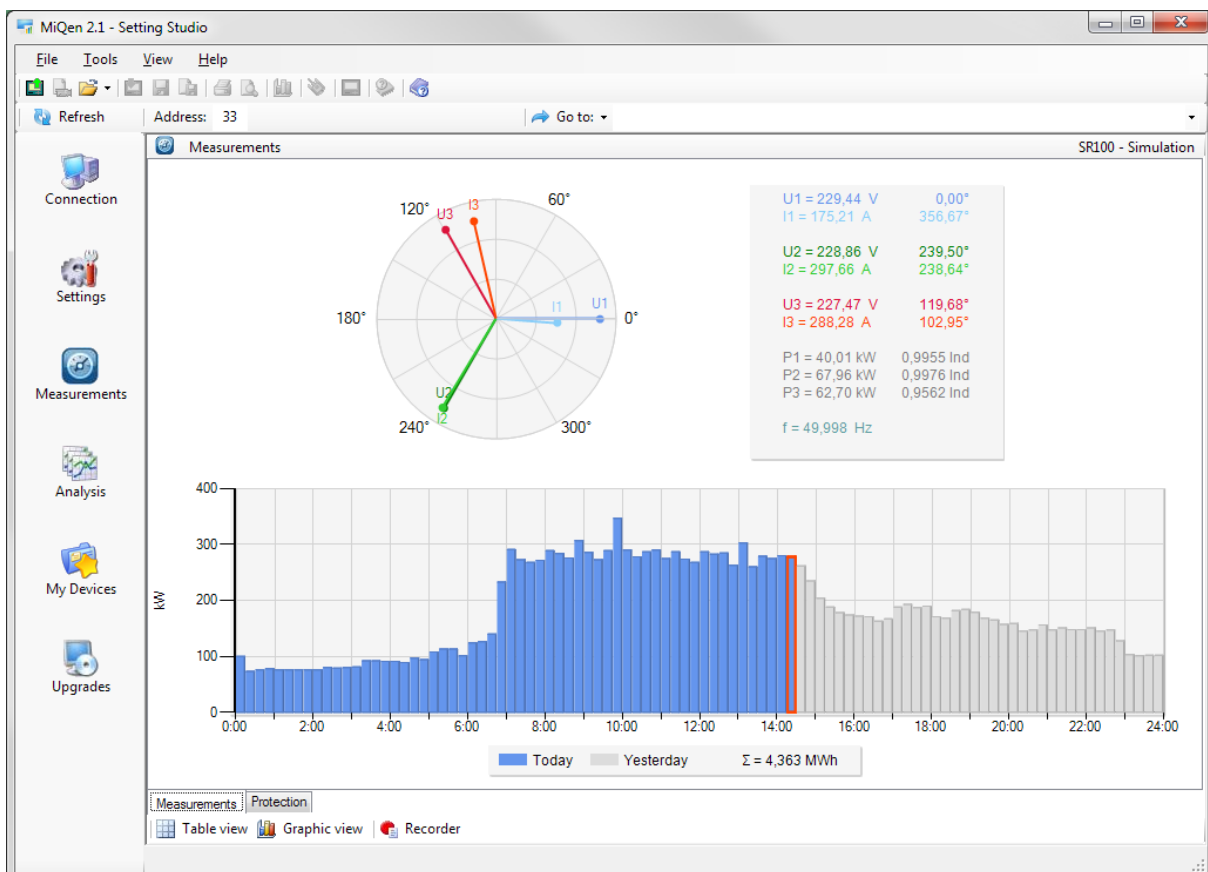 MiQen 2.1 - Setting Studio
File Tools View Help
Refresh Address: 33 Go to:
Measurements SR100 - Simulation
Connection
Settings
Measurements
Analysis
My Devices
Upgrades
120° 60°
U3 I3
180° I1 U1 0°
U2
I2
240° 300°
U1 = 229,44 V 0,00°
I1 = 175,21 A 356,67°
U2 = 228,86 V 239,50°
I2 = 297,66 A 238,64°
U3 = 227,47 V 119,68°
I3 = 288,28 A 102,95°
P1 = 40,01 kW 0,9955 Ind
P2 = 67,96 kW 0,9976 Ind
P3 = 62,70 kW 0,9562 Ind
f = 49,998 Hz
400
300
200
100
0
kW
0:00 2:00 4:00 6:00 8:00 10:00 12:00 14:00 16:00 18:00 20:00 22:00 24:00
Today Yesterday Σ = 4,363 MWh
Measurements Protection
Table view Graphic view Recorder